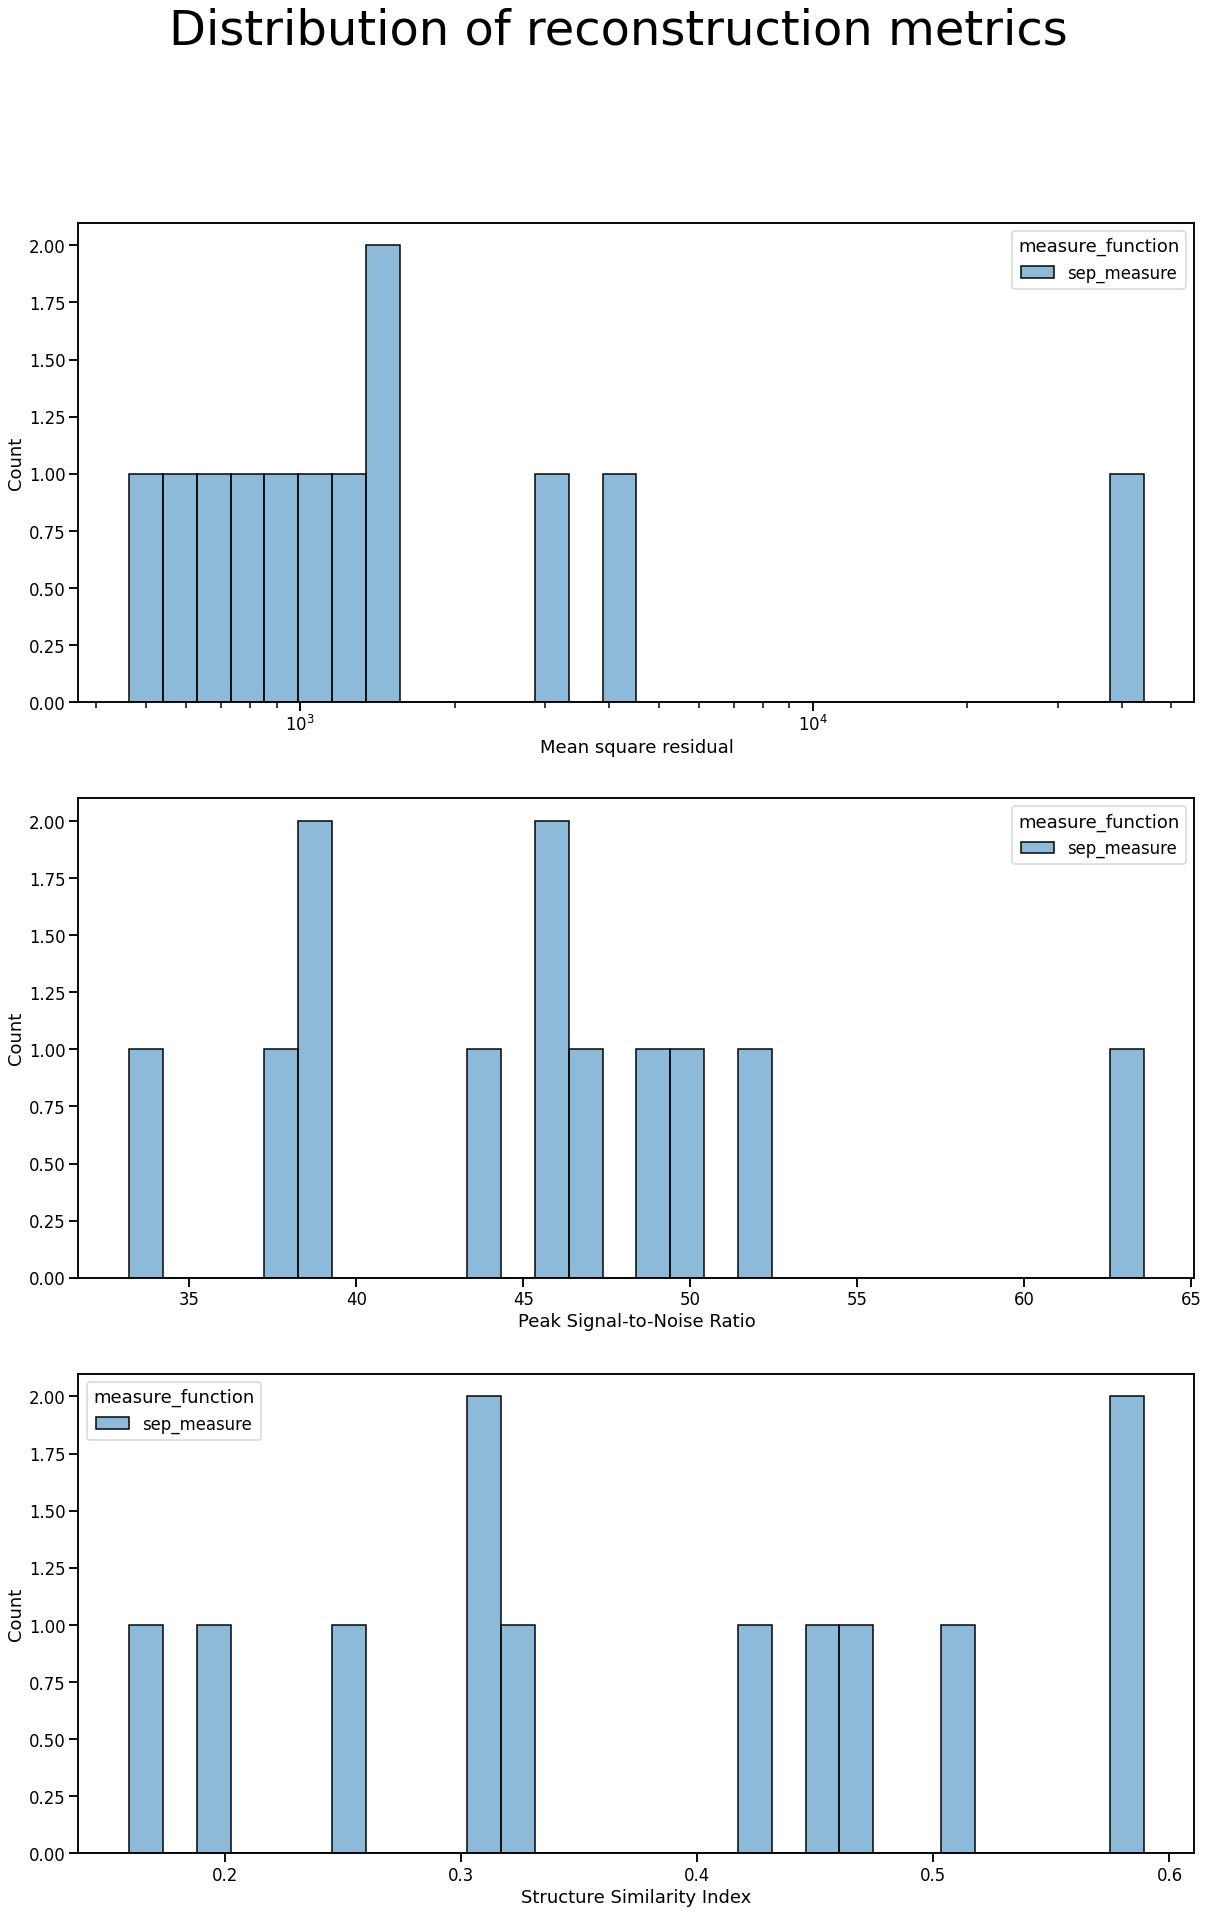 Distribution of reconstruction metrics
measure_function
sep_measure
2.00
1.75
1.50
1.25
1.00
0.75
0.50
0.25
0.00
Count
10³ 10⁴
Mean square residual
measure_function
sep_measure
2.00
1.75
1.50
1.25
1.00
0.75
0.50
0.25
0.00
Count
35 40 45 50 55 60 65
Peak Signal-to-Noise Ratio
measure_function
sep_measure
2.00
1.75
1.50
1.25
1.00
0.75
0.50
0.25
0.00
Count
0.2 0.3 0.4 0.5 0.6
Structure Similarity Index